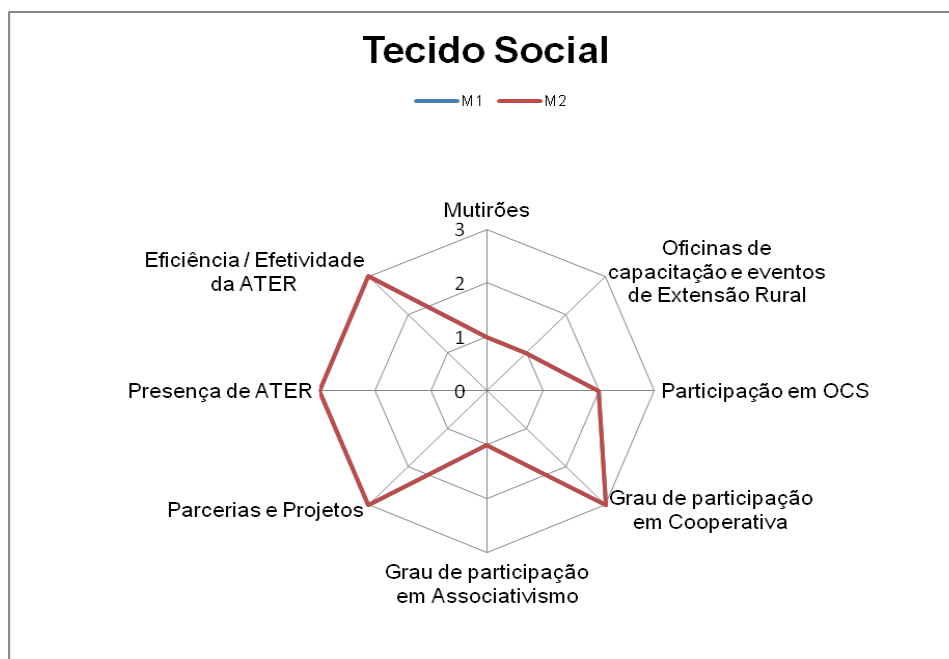 Tecido Social
M1 M2
Mutirões
3
2
1
0
Oficinas de
capacitação e eventos
de Extensão Rural
Participação em OCS
Grau de participação
em Cooperativa
Grau de participação
em Associativismo
Parcerias e Projetos
Presença de ATER
Eficiência / Efetividade
da ATER